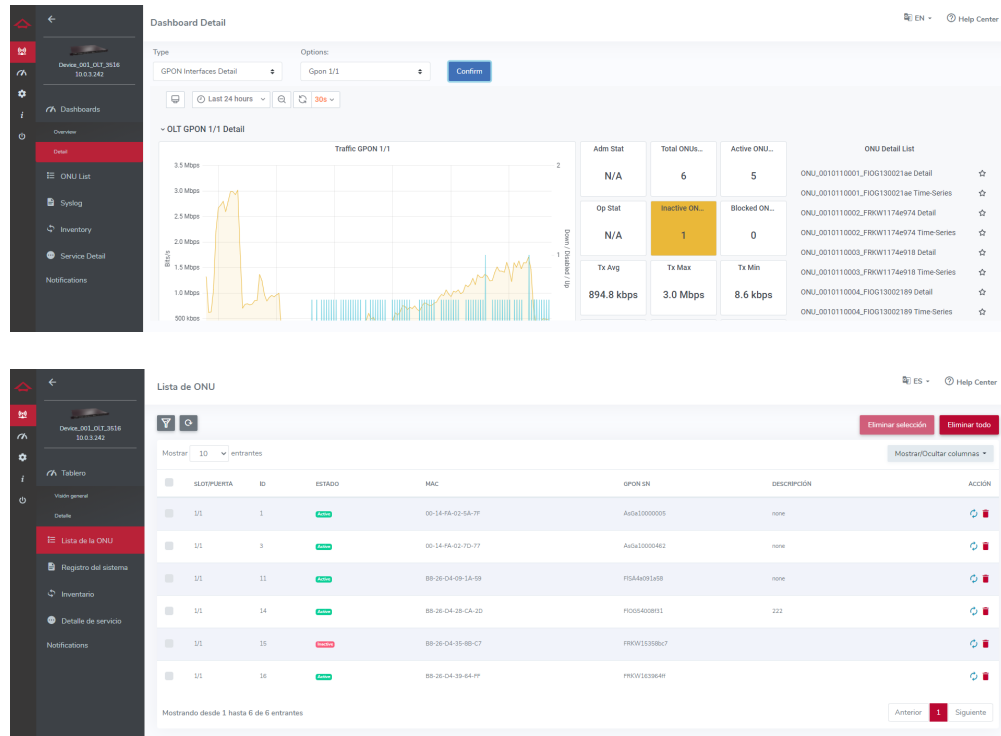 Dashboard Detail
EN
Help Center
Device_001_OLT_3516
10.0.3.242
Dashboards
Overview
Detail
ONU List
Syslog
Inventory
Service Detail
Notifications
Type
Options:
GPON Interfaces Detail
Gpon 1/1
Confirm
Last 24 hours
30s
OLT GPON 1/1 Detail
Traffic GPON 1/1
3.5 Mbps
3.0 Mbps
2.5 Mbps
2.0 Mbps
1.5 Mbps
1.0 Mbps
500 kbps
Bits/s
2
1
Down / Disabled / Up
Adm Stat
N/A
Total ONUs...
6
Active ONU...
5
Op Stat
N/A
Inactive ON...
1
Blocked ON...
0
Tx Avg
894.8 kbps
Tx Max
3.0 Mbps
Tx Min
8.6 kbps
ONU Detail List
ONU_0010110001_FIOG130021ae Detail
ONU_0010110001_FIOG130021ae Time-Series
ONU_0010110002_FRKW1174e974 Detail
ONU_0010110002_FRKW1174e974 Time-Series
ONU_0010110003_FRKW1174e918 Detail
ONU_0010110003_FRKW1174e918 Time-Series
ONU_0010110004_FIOG13002189 Detail
ONU_0010110004_FIOG13002189 Time-Series
Lista de ONU
ES
Help Center
Device_001_OLT_3516
10.0.3.242
Tablero
Visión general
Detalle
Lista de la ONU
Registro del sistema
Inventario
Detalle de servicio
Notifications
Eliminar selección
Eliminar todo
Mostrar 10 entrantes
Mostrar/Ocultar columnas
SLOT/PUERTA ID ESTADO MAC GPON SN DESCRIPCIÓN ACCIÓN
1/1 1 Active 00-14-FA-02-5A-7F AsGa10000005 none
1/1 3 Active 00-14-FA-02-7D-77 AsGa10000462 none
1/1 11 Active B8-26-D4-09-1A-59 FISA4a091a58 none
1/1 14 Active B8-26-D4-28-CA-2D FIOG54008f31 222
1/1 15 Inactive B8-26-D4-35-8B-C7 FRKW15358bc7
1/1 16 Active B8-26-D4-39-64-FF FRKW163964ff
Mostrando desde 1 hasta 6 de 6 entrantes
Anterior 1 Siguiente